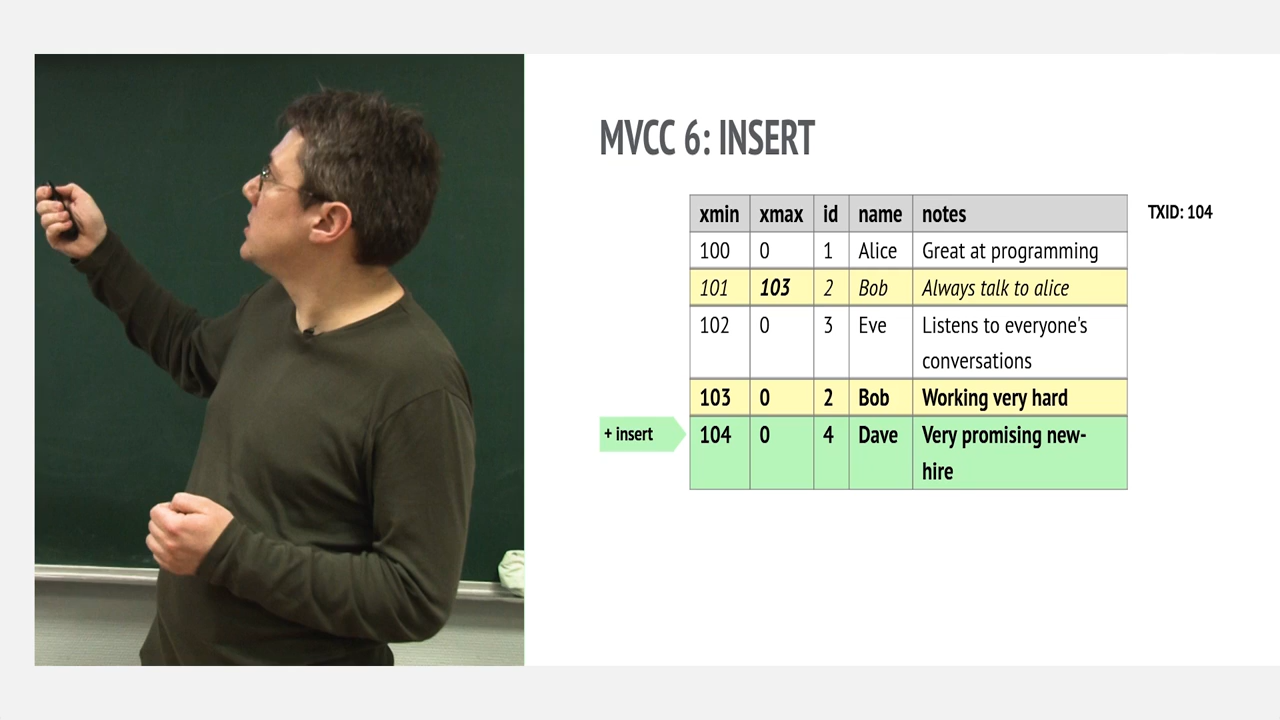 MVCC 6: INSERT
xmin xmax id name notes
TXID: 104
100 0 1 Alice Great at programming
101 103 2 Bob Always talk to alice
102 0 3 Eve Listens to everyone's
conversations
103 0 2 Bob Working very hard
+ insert
104 0 4 Dave Very promising new-
hire